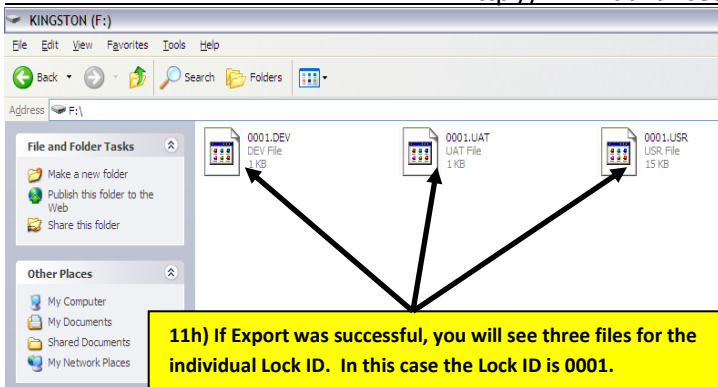 KINGSTON (F:)
File Edit View Favorites Tools Help
Back Search Folders
Address F:\
File and Folder Tasks
Make a new folder
Publish this folder to the
Web
Share this folder
Other Places
My Computer
My Documents
Shared Documents
My Network Places
0001.DEV
DEV File
1 KB
0001.UAT
UAT File
1 KB
0001.USR
USR File
15 KB
11h) If Export was successful, you will see three files for the
individual Lock ID.  In this case the Lock ID is 0001.